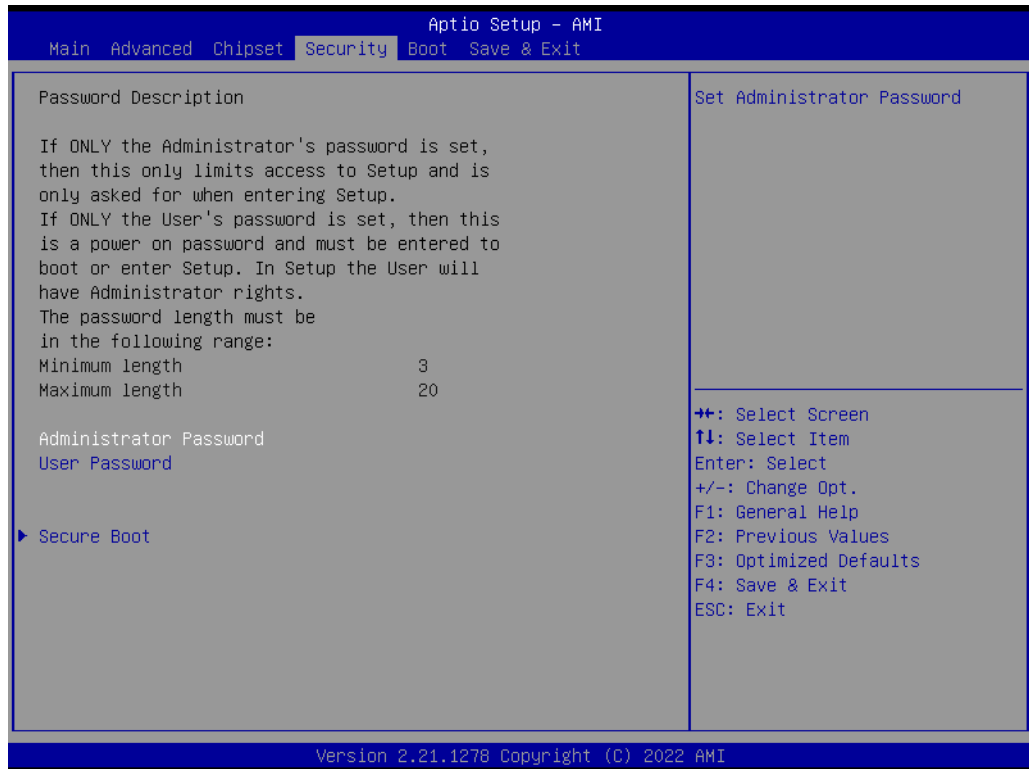 Aptio Setup – AMI
Main Advanced Chipset Security Boot Save & Exit
Password Description
If ONLY the Administrator's password is set,
then this only limits access to Setup and is
only asked for when entering Setup.
If ONLY the User's password is set, then this
is a power on password and must be entered to
boot or enter Setup. In Setup the User will
have Administrator rights.
The password length must be
in the following range:
Minimum length 3
Maximum length 20
Administrator Password
User Password
Secure Boot
Set Administrator Password
→←: Select Screen
↑↓: Select Item
Enter: Select
+/-: Change Opt.
F1: General Help
F2: Previous Values
F3: Optimized Defaults
F4: Save & Exit
ESC: Exit
Version 2.21.1278 Copyright (C) 2022 AMI